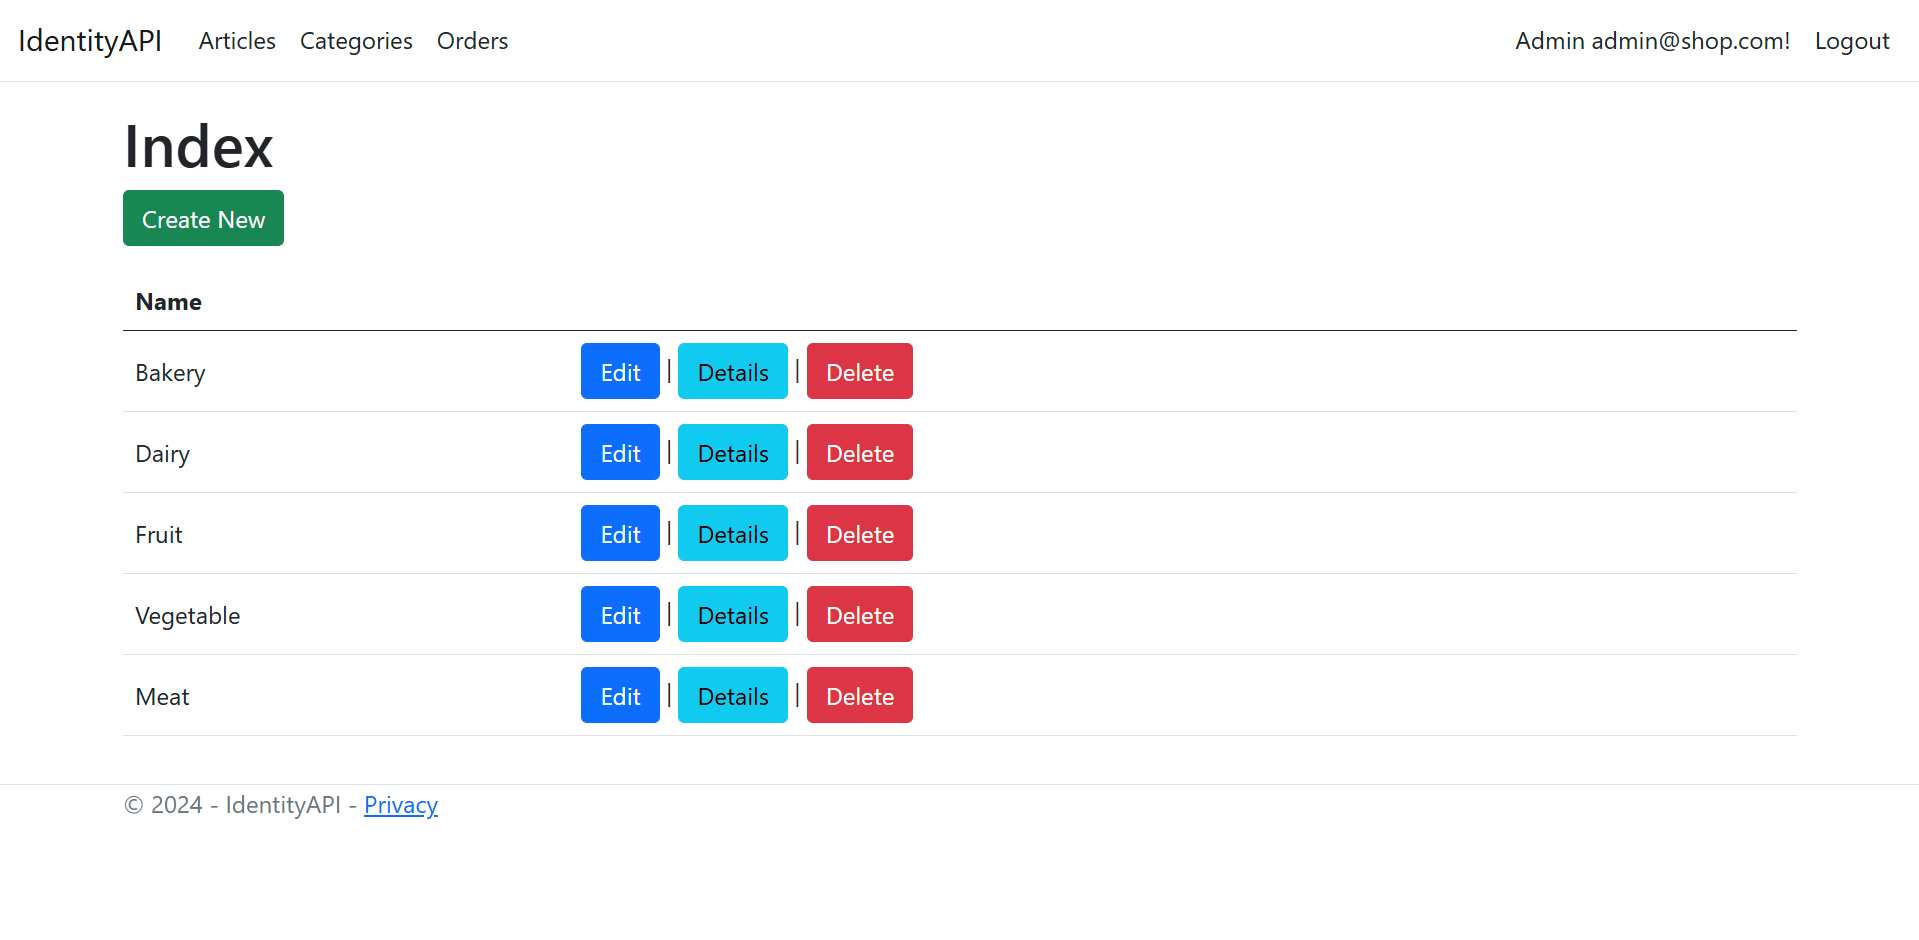 IdentityAPI Articles Categories Orders Admin admin@shop.com! Logout
Index
Create New
Name
Bakery Edit | Details | Delete
Dairy Edit | Details | Delete
Fruit Edit | Details | Delete
Vegetable Edit | Details | Delete
Meat Edit | Details | Delete
© 2024 - IdentityAPI - Privacy